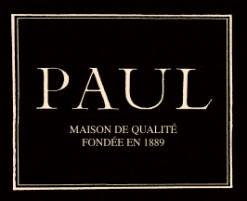 PAUL
MAISON DE QUALITÉ
FONDÉE EN 1889